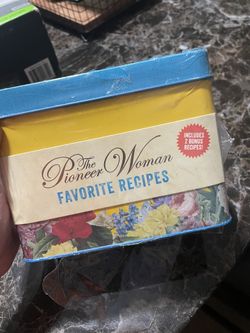 The
Pioneer Woman
FAVORITE RECIPES
INCLUDES
2 BONUS
RECIPES!